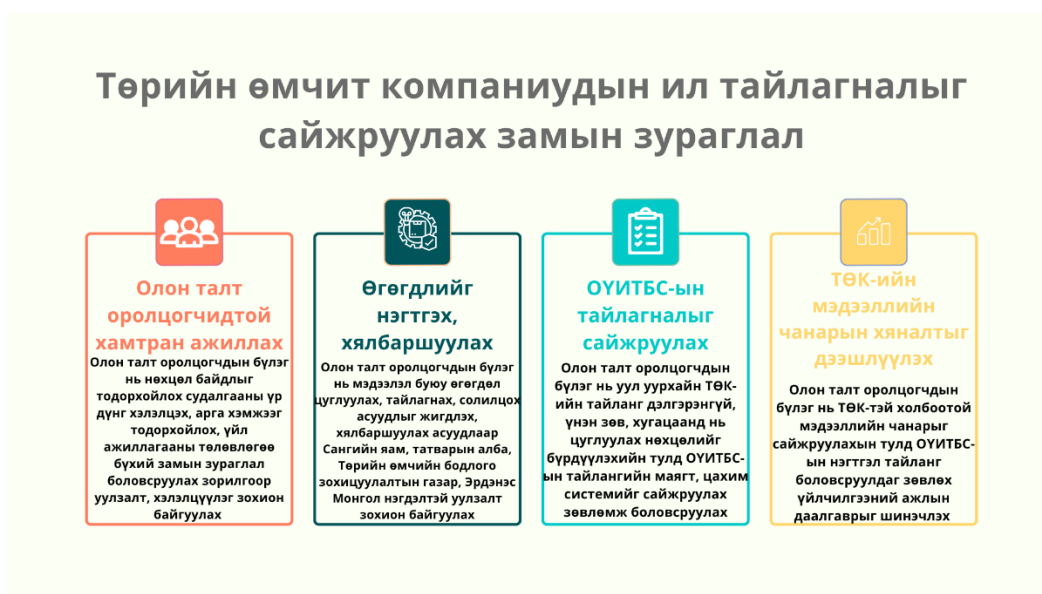 Төрийн өмчит компаниудын ил тайлагналыг
сайжруулах замын зураглал
Олон талт
оролцогчидтой
хамтран ажиллах
Олон талт оролцогчдын бүлэг
нь нөхцөл байдлыг
тодорхойлох судалгааны үр
дүнг хэлэлцэх, арга хэмжээг
тодорхойлох, үйл
ажиллагааны төлөвлөгөө
бүхий замын зураглал
боловсруулах зорилгоор
уулзалт, хэлэлцүүлэг зохион
байгуулах
Өгөгдлийг
нэгтгэх,
хялбаршуулах
Олон талт оролцогчдын бүлэг
нь мэдээлэл буюу өгөгдөл
цуглуулах, тайлагнах, солилцох
асуудлыг жигдлэх,
хялбаршуулах асуудлаар
Сангийн яам, татварын алба,
Төрийн өмчийн бодлого
зохицуулалтын газар, Эрдэнэс
Монгол нэгдэлтэй уулзалт
зохион байгуулах
ОҮИТБС-ын
тайлагналыг
сайжруулах
Олон талт оролцогчдын
бүлэг нь уул уурхайн ТӨК-
ийн тайланг дэлгэрэнгүй,
үнэн зөв, хугацаанд нь
цуглуулах нөхцөлийг
бүрдүүлэхийн тулд ОҮИТБС-
ын тайлангийн маягт, цахим
системийг сайжруулах
зөвлөмж боловсруулах
ТӨК-ийн
мэдээллийн
чанарын хяналтыг
дээшлүүлэх
Олон талт оролцогчдын
бүлэг нь ТӨК-тэй холбоотой
мэдээллийн чанарыг
сайжруулахын тулд ОҮИТБС-
ын нэгтгэл тайланг
боловсруулдаг зөвлөх
үйлчилгээний ажлын
даалгаврыг шинэчлэх